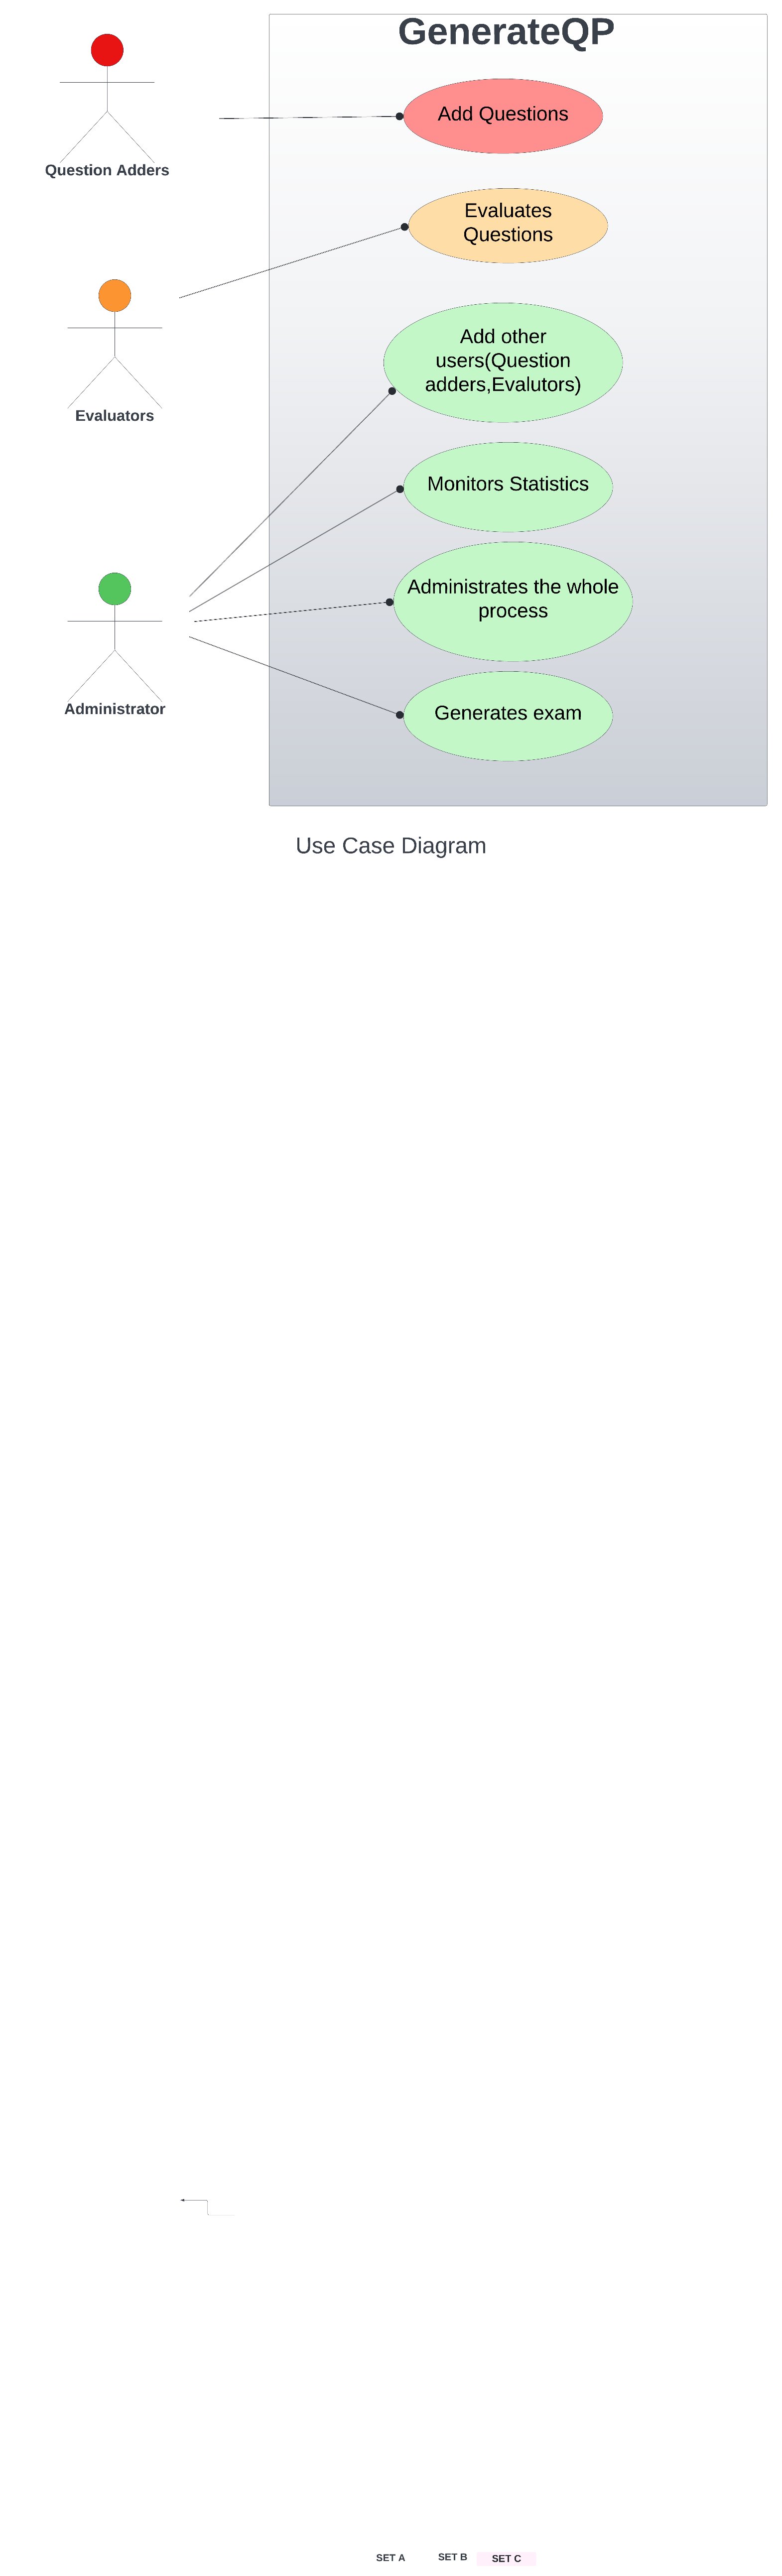 GenerateQP
Add Questions
Question Adders
Evaluates
Questions
Add other
users(Question
adders,Evalutors)
Evaluators
Monitors Statistics
Administrates the whole
process
Administrator
Generates exam
Use Case Diagram
SET A
SET B
SET C